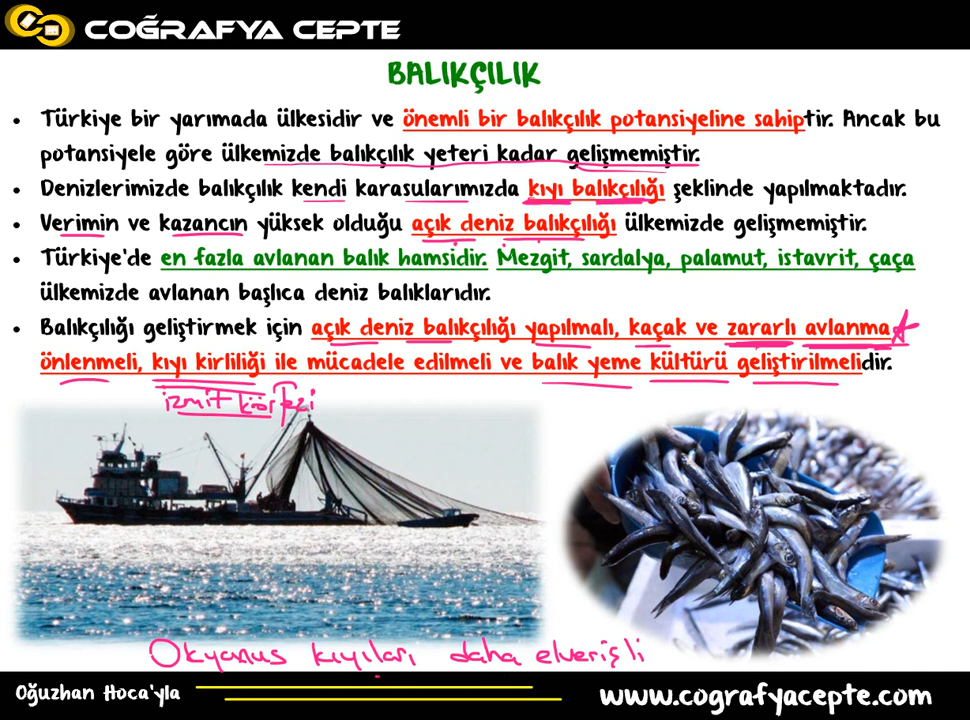 COĞRAFYA CEPTE
BALIKÇILIK
• Türkiye bir yarımada ülkesidir ve önemli bir balıkçılık potansiyeline sahiptir. Ancak bu
potansiyele göre ülkemizde balıkçılık yeteri kadar gelişmemiştir.
• Denizlerimizde balıkçılık kendi karasularımızda kıyı balıkçılığı şeklinde yapılmaktadır.
• Verimin ve kazancın yüksek olduğu açık deniz balıkçılığı ülkemizde gelişmemiştir.
• Türkiye'de en fazla avlanan balık hamsidir. Mezgit, sardalya, palamut, istavrit, çaça
ülkemizde avlanan başlıca deniz balıklarıdır.
• Balıkçılığı geliştirmek için açık deniz balıkçılığı yapılmalı, kaçak ve zararlı avlanma
önlenmeli, kıyı kirliliği ile mücadele edilmeli ve balık yeme kültürü geliştirilmelidir.
izmit körfezi
Okyanus kıyıları daha elverişli
Oğuzhan Hoca'yla
www.cografyacepte.com